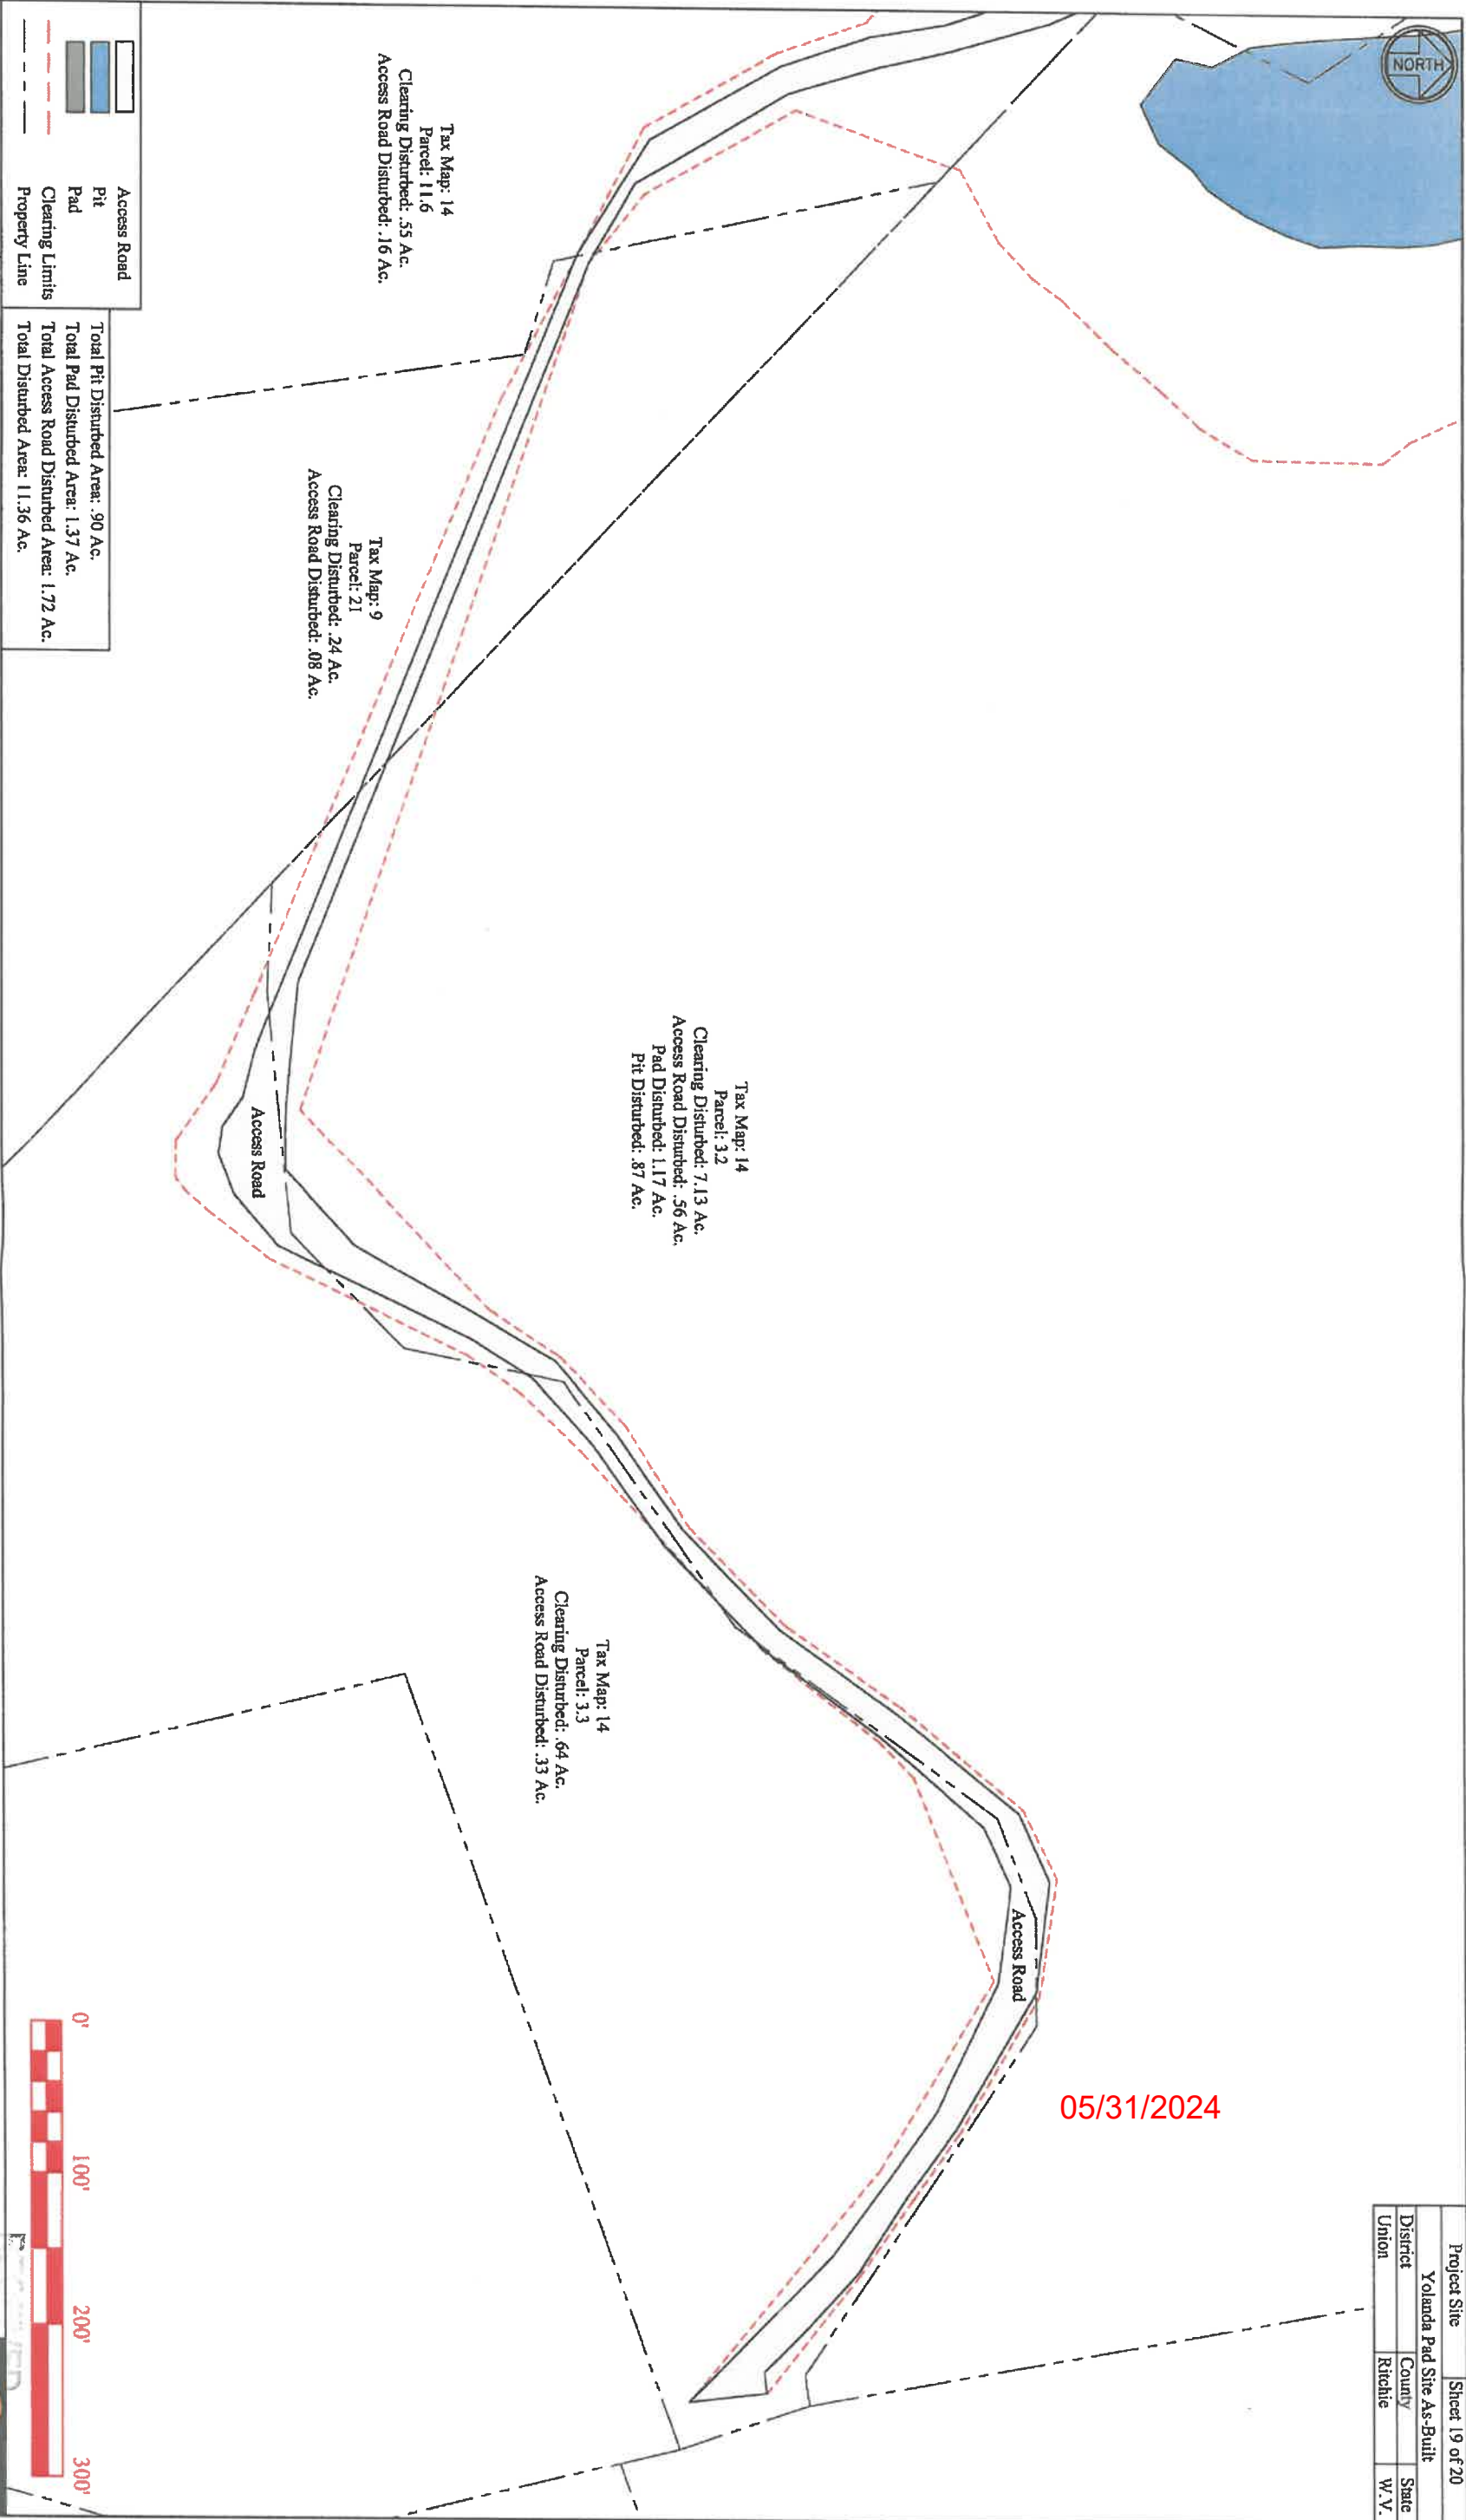 Project Site
Sheet 19 of 20
Yolanda Pad Site As-Built
District
County
State
Union
Ritchie
W.V.
NORTH
Tax Map: 14
Parcel: 3.2
Clearing Disturbed: 7.13 Ac.
Access Road Disturbed: .56 Ac.
Pad Disturbed: 1.17 Ac.
Pit Disturbed: .87 Ac.
Tax Map: 14
Parcel: 11.6
Clearing Disturbed: .55 Ac.
Access Road Disturbed: .16 Ac.
Tax Map: 9
Parcel: 21
Clearing Disturbed: .24 Ac.
Access Road Disturbed: .08 Ac.
Tax Map: 14
Parcel: 3.3
Clearing Disturbed: .64 Ac.
Access Road Disturbed: .33 Ac.
Access Road
Access Road
05/31/2024
Access Road
Pit
Pad
Clearing Limits
Property Line
Total Pit Disturbed Area: .90 Ac.
Total Pad Disturbed Area: 1.37 Ac.
Total Access Road Disturbed Area: 1.72 Ac.
Total Disturbed Area: 11.36 Ac.
0'
100'
200'
300'